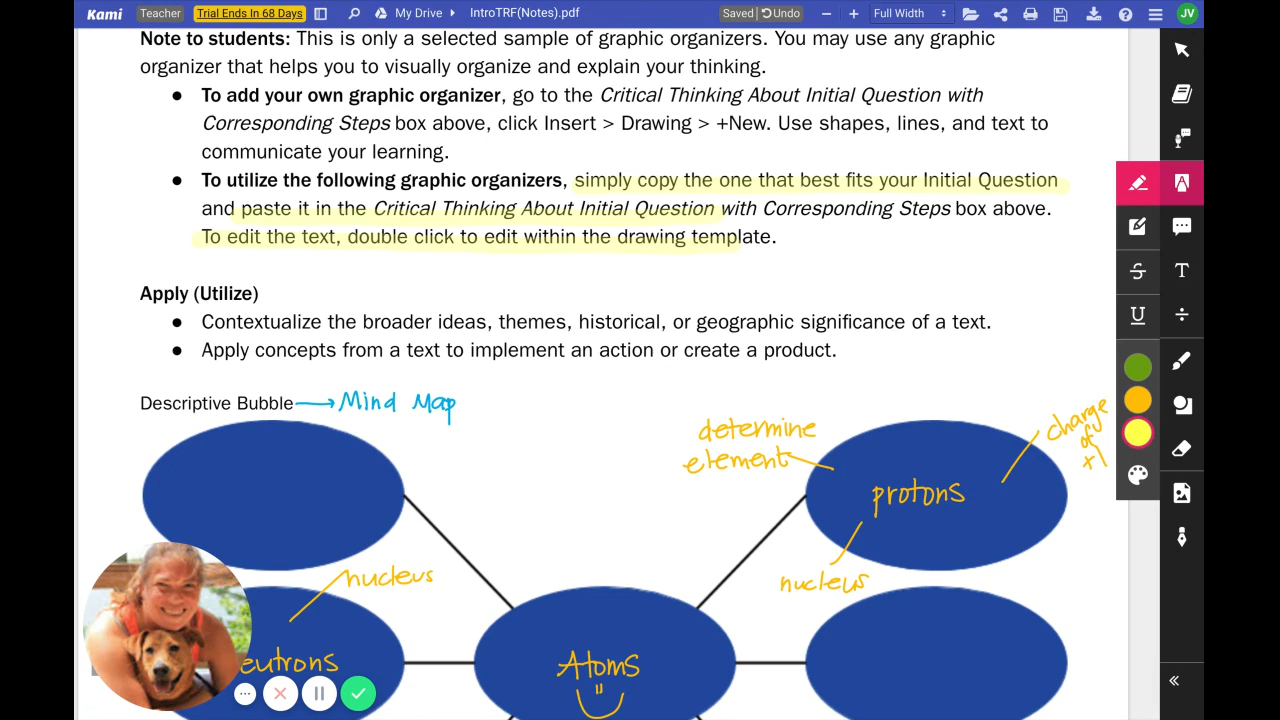 Kami Teacher Trial Ends In 68 Days My Drive IntroTRF(Notes).pdf Saved Undo Full Width JV
Note to students: This is only a selected sample of graphic organizers. You may use any graphic
organizer that helps you to visually organize and explain your thinking.
● To add your own graphic organizer, go to the Critical Thinking About Initial Question with
Corresponding Steps box above, click Insert > Drawing > +New. Use shapes, lines, and text to
communicate your learning.
● To utilize the following graphic organizers, simply copy the one that best fits your Initial Question
and paste it in the Critical Thinking About Initial Question with Corresponding Steps box above.
To edit the text, double click to edit within the drawing template.
Apply (Utilize)
● Contextualize the broader ideas, themes, historical, or geographic significance of a text.
● Apply concepts from a text to implement an action or create a product.
Descriptive Bubble → Mind Map
determine
element
charge
of
+1
protons
nucleus
nucleus
eutrons
Atoms